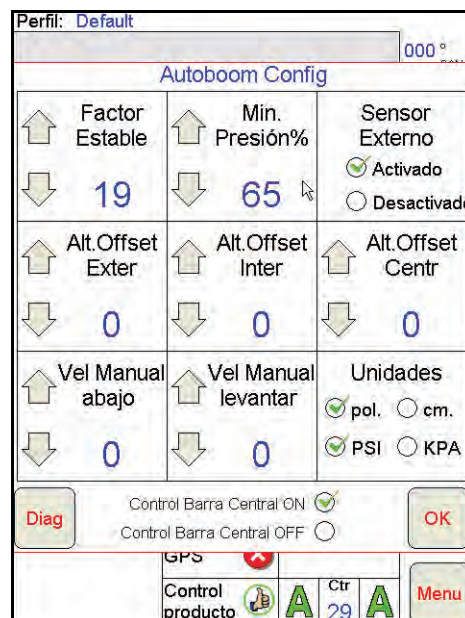 Perfil: Default
000 °
Autoboom Config
Factor Estable
19
Min. Presión%
65
Sensor Externo
Activado
Desactivado
Alt.Offset Exter
0
Alt.Offset Inter
0
Alt.Offset Centr
0
Vel Manual abajo
0
Vel Manual levantar
0
Unidades
pol. cm.
PSI KPA
Diag
Control Barra Central ON
Control Barra Central OFF
OK
GPS
Control producto
A
Ctr
29
A
Menu